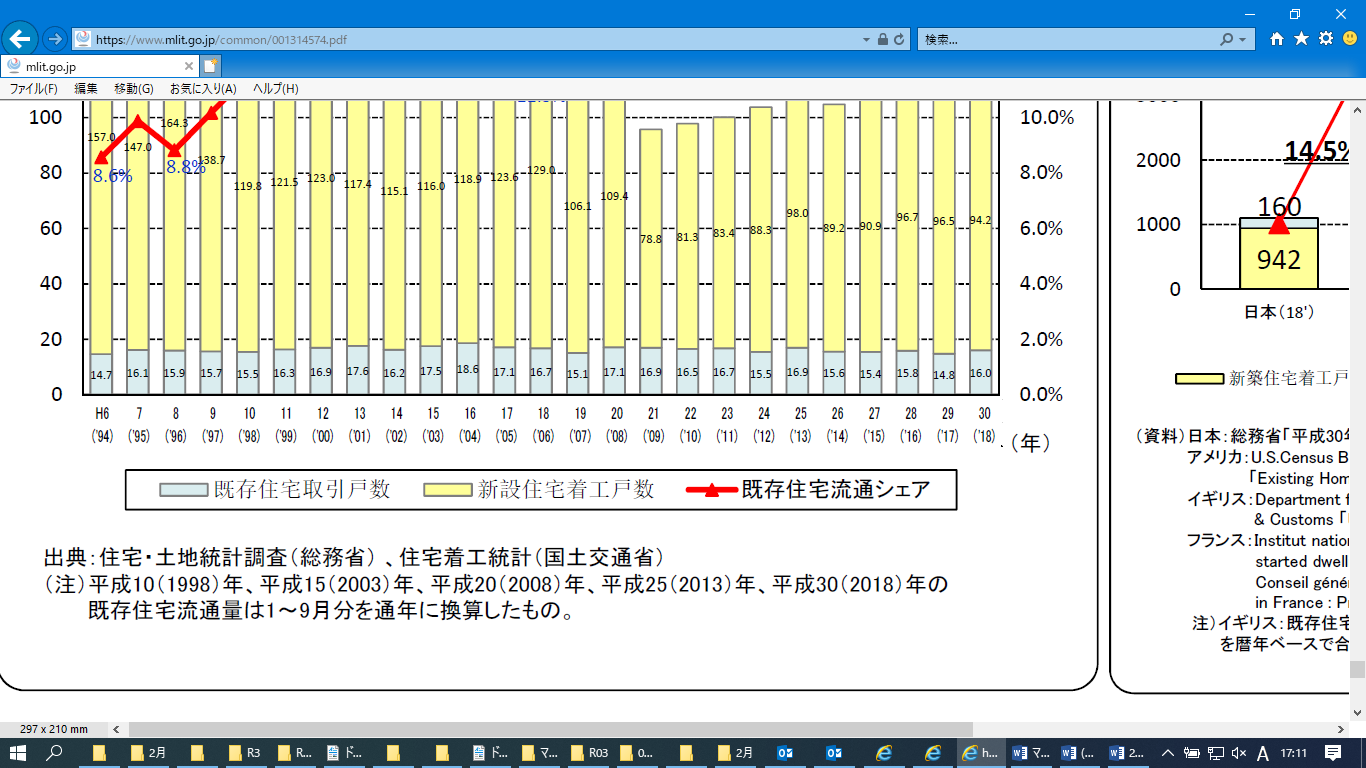 https://www.mlit.go.jp/common/001314574.pdf
検索...
mlit.go.jp
ファイル(F) 編集 移動(G) お気に入り(A) ヘルプ(H)
100
80
60
40
20
0
10.0%
8.0%
6.0%
4.0%
2.0%
0.0%
8.6%
8.8%
157.0 147.0 164.3 138.7 119.8 121.5 123.0 117.4 115.1 116.0 118.9 123.6 129.0 106.1 109.4 78.8 81.3 83.4 88.3 98.0 89.2 90.9 96.7 96.5 94.2
14.7 16.1 15.9 15.7 15.5 16.3 16.9 17.6 16.2 17.5 18.6 17.1 16.7 15.1 17.1 16.9 16.5 16.7 15.5 16.9 15.6 15.4 15.8 14.8 16.0
H6 7 8 9 10 11 12 13 14 15 16 17 18 19 20 21 22 23 24 25 26 27 28 29 30
('94) ('95) ('96) ('97) ('98) ('99) ('00) ('01) ('02) ('03) ('04) ('05) ('06) ('07) ('08) ('09) ('10) ('11) ('12) ('13) ('14) ('15) ('16) ('17) ('18)
(年)
既存住宅取引戸数 新設住宅着工戸数 既存住宅流通シェア
出典:住宅・土地統計調査(総務省)、住宅着工統計(国土交通省)
(注)平成10(1998)年、平成15(2003)年、平成20(2008)年、平成25(2013)年、平成30(2018)年の
既存住宅流通量は1~9月分を通年に換算したもの。
2000
1000
0
14.5%
160
942
日本(18')
新築住宅着工戸
(資料)日本:総務省「平成30年
アメリカ:U.S.Census B
「Existing Hom
イギリス:Department f
& Customs 「
フランス:Institut nation
started dwell
Conseil génér
in France : P
注)イギリス:既存住宅
を暦年ベースで合
297 x 210 mm
2月 R3 R... ド... マ... R03 0... 2月 h... マ... (... 2... A 17:11